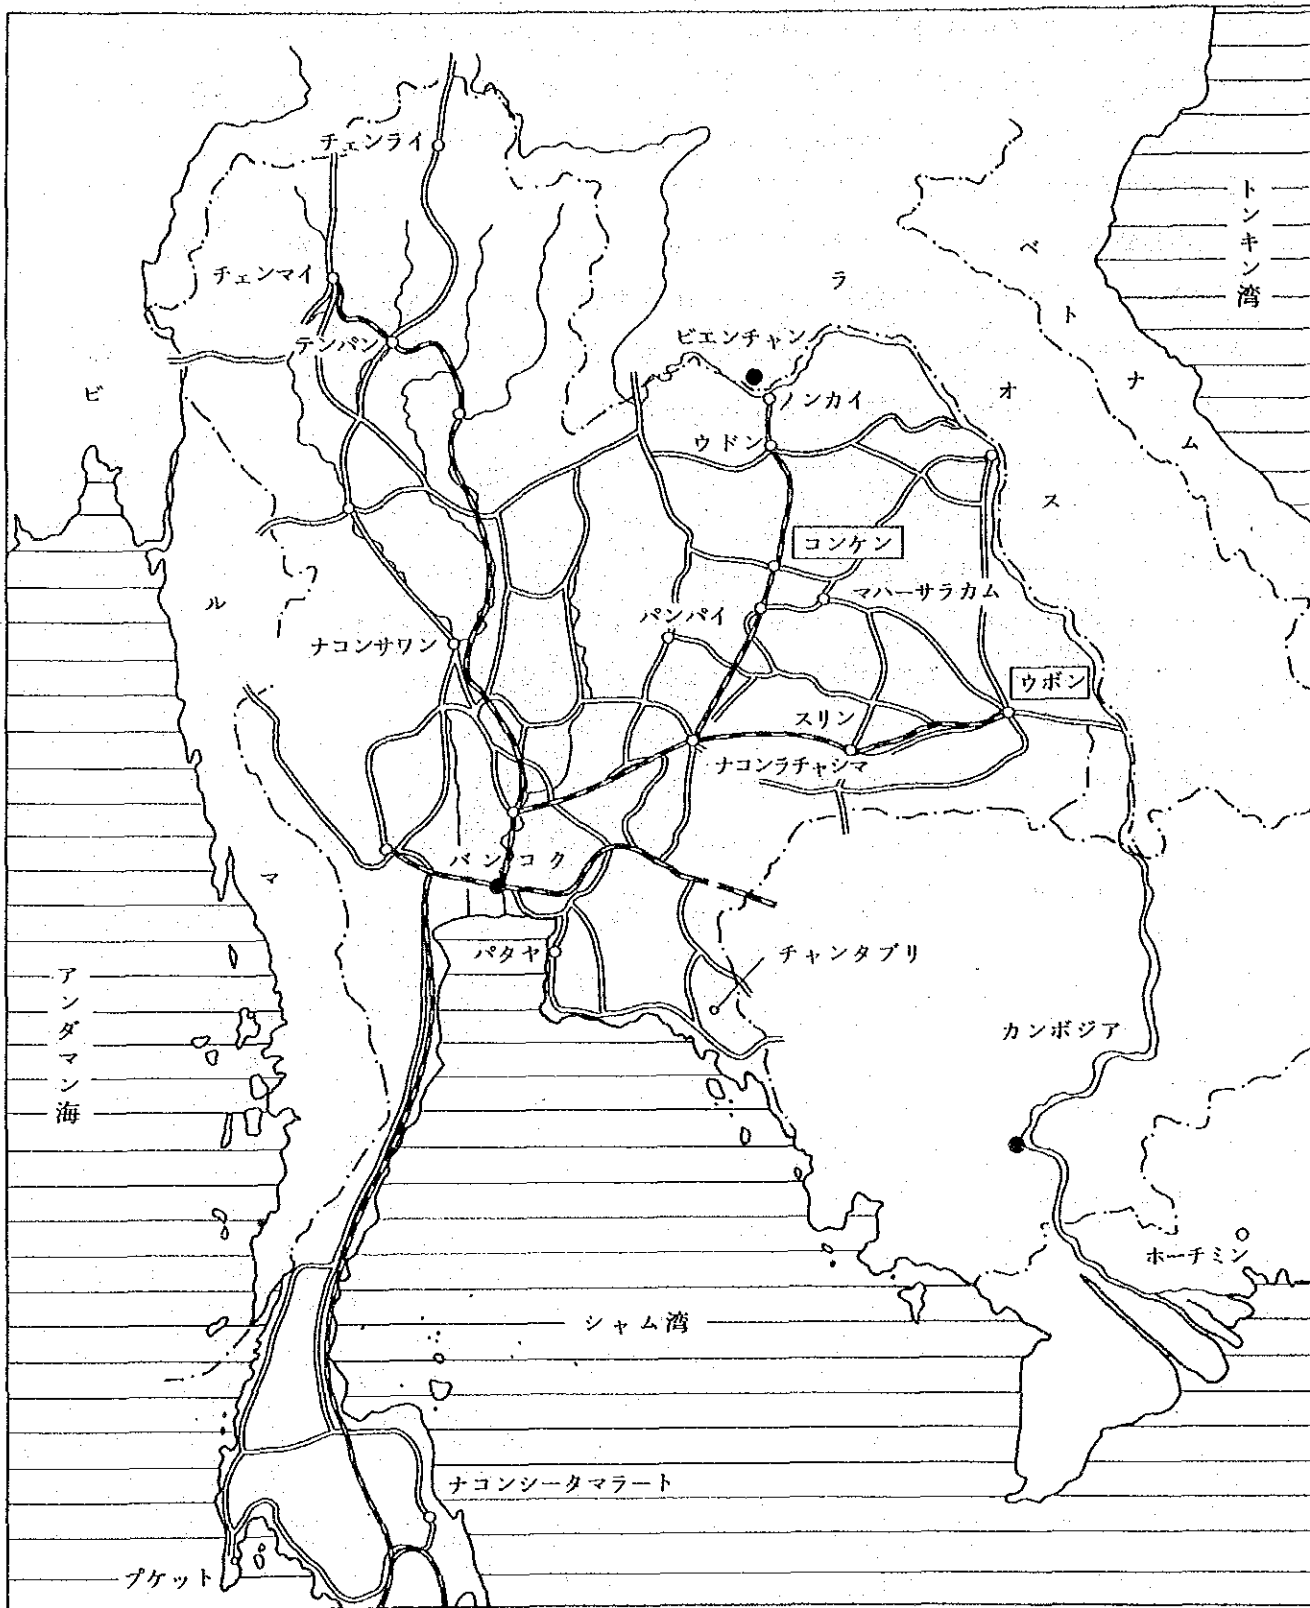 チェンライ
トンキン湾
チェンマイ
ベトナム
ラオス
ビエンチャン
テンパン
ノンカイ
ビルマ
ウドン
コンケン
マハーサラカム
パンパイ
ナコンサワン
ウボン
スリン
ナコンラチャシマ
バンコク
パタヤ
チャンタブリ
アンダマン海
カンボジア
ホーチミン
シャム湾
ナコンシータマラート
プケット